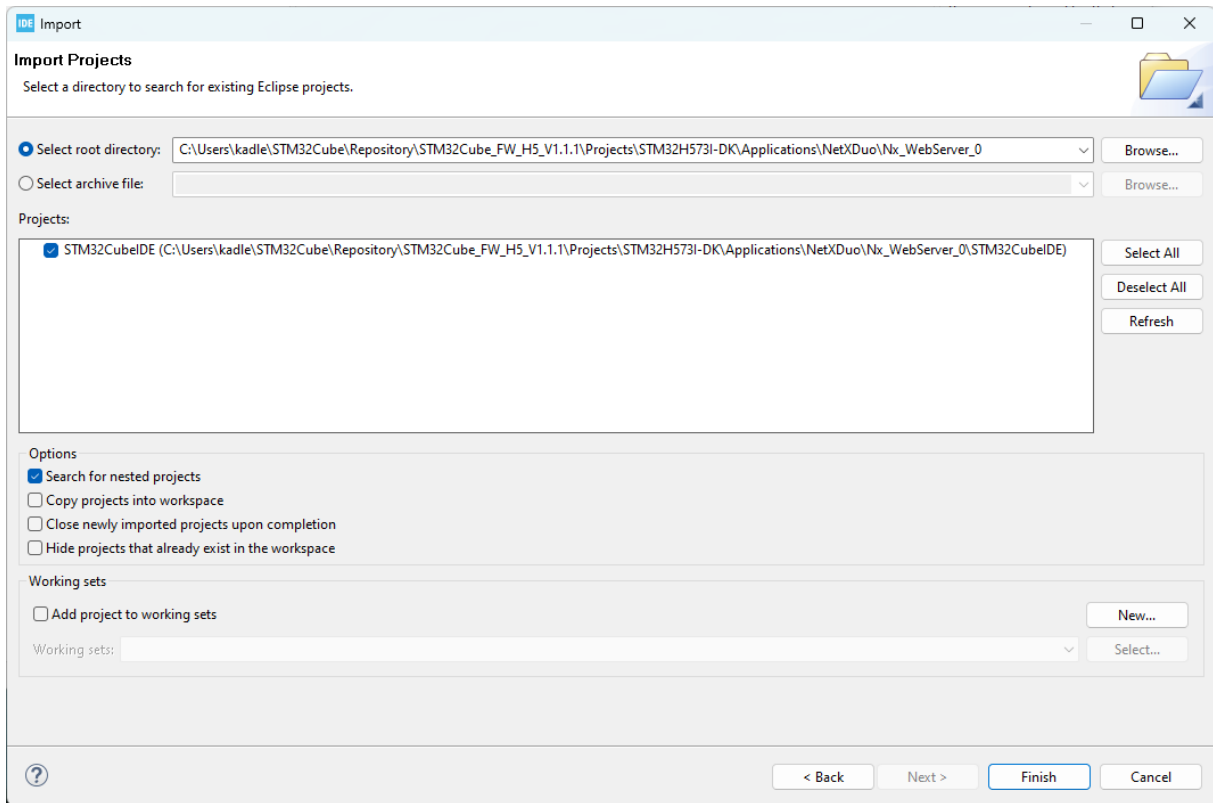 IDE Import
Import Projects
Select a directory to search for existing Eclipse projects.
Select root directory: C:\Users\kadle\STM32Cube\Repository\STM32Cube_FW_H5_V1.1.1\Projects\STM32H573I-DK\Applications\NetXDuo\Nx_WebServer_0 Browse...
Select archive file: Browse...
Projects:
STM32CubeIDE (C:\Users\kadle\STM32Cube\Repository\STM32Cube_FW_H5_V1.1.1\Projects\STM32H573I-DK\Applications\NetXDuo\Nx_WebServer_0\STM32CubeIDE) Select All
Deselect All
Refresh
Options
Search for nested projects
Copy projects into workspace
Close newly imported projects upon completion
Hide projects that already exist in the workspace
Working sets
Add project to working sets New...
Working sets: Select...
? < Back Next > Finish Cancel